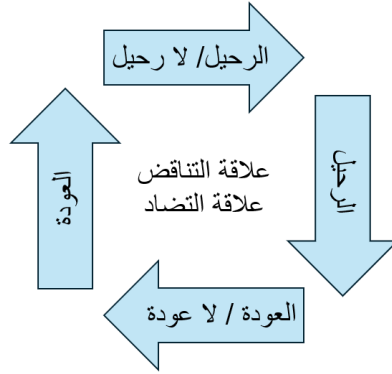 الرحيل/ لا رحيل
الرحيل
علاقة التناقض
علاقة التضاد
العودة
العودة / لا عودة